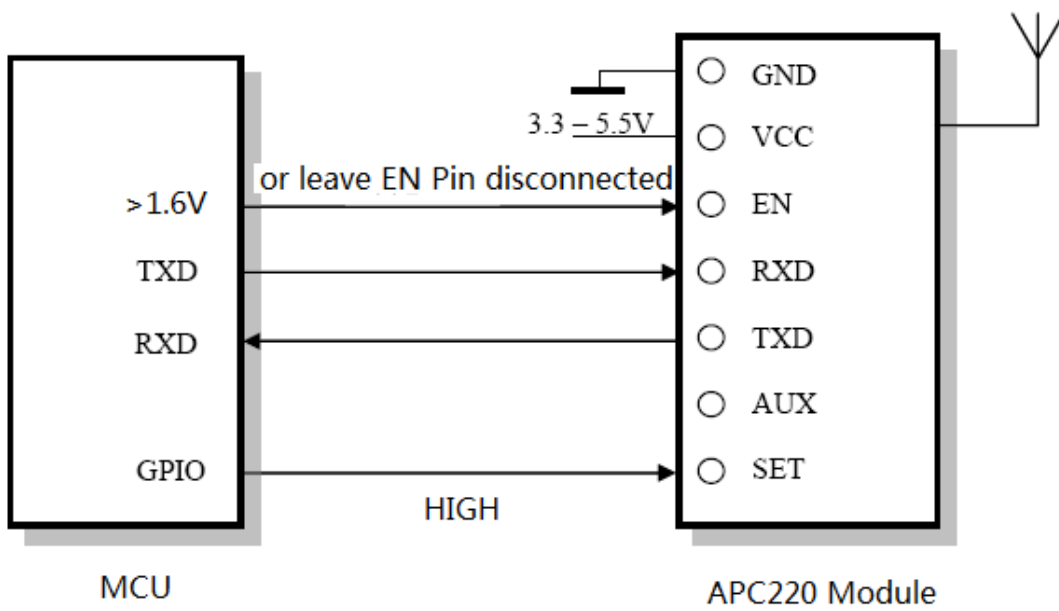 GND
3.3 – 5.5V
VCC
or leave EN Pin disconnected
>1.6V
EN
TXD
RXD
RXD
TXD
AUX
GPIO
SET
HIGH
MCU
APC220 Module